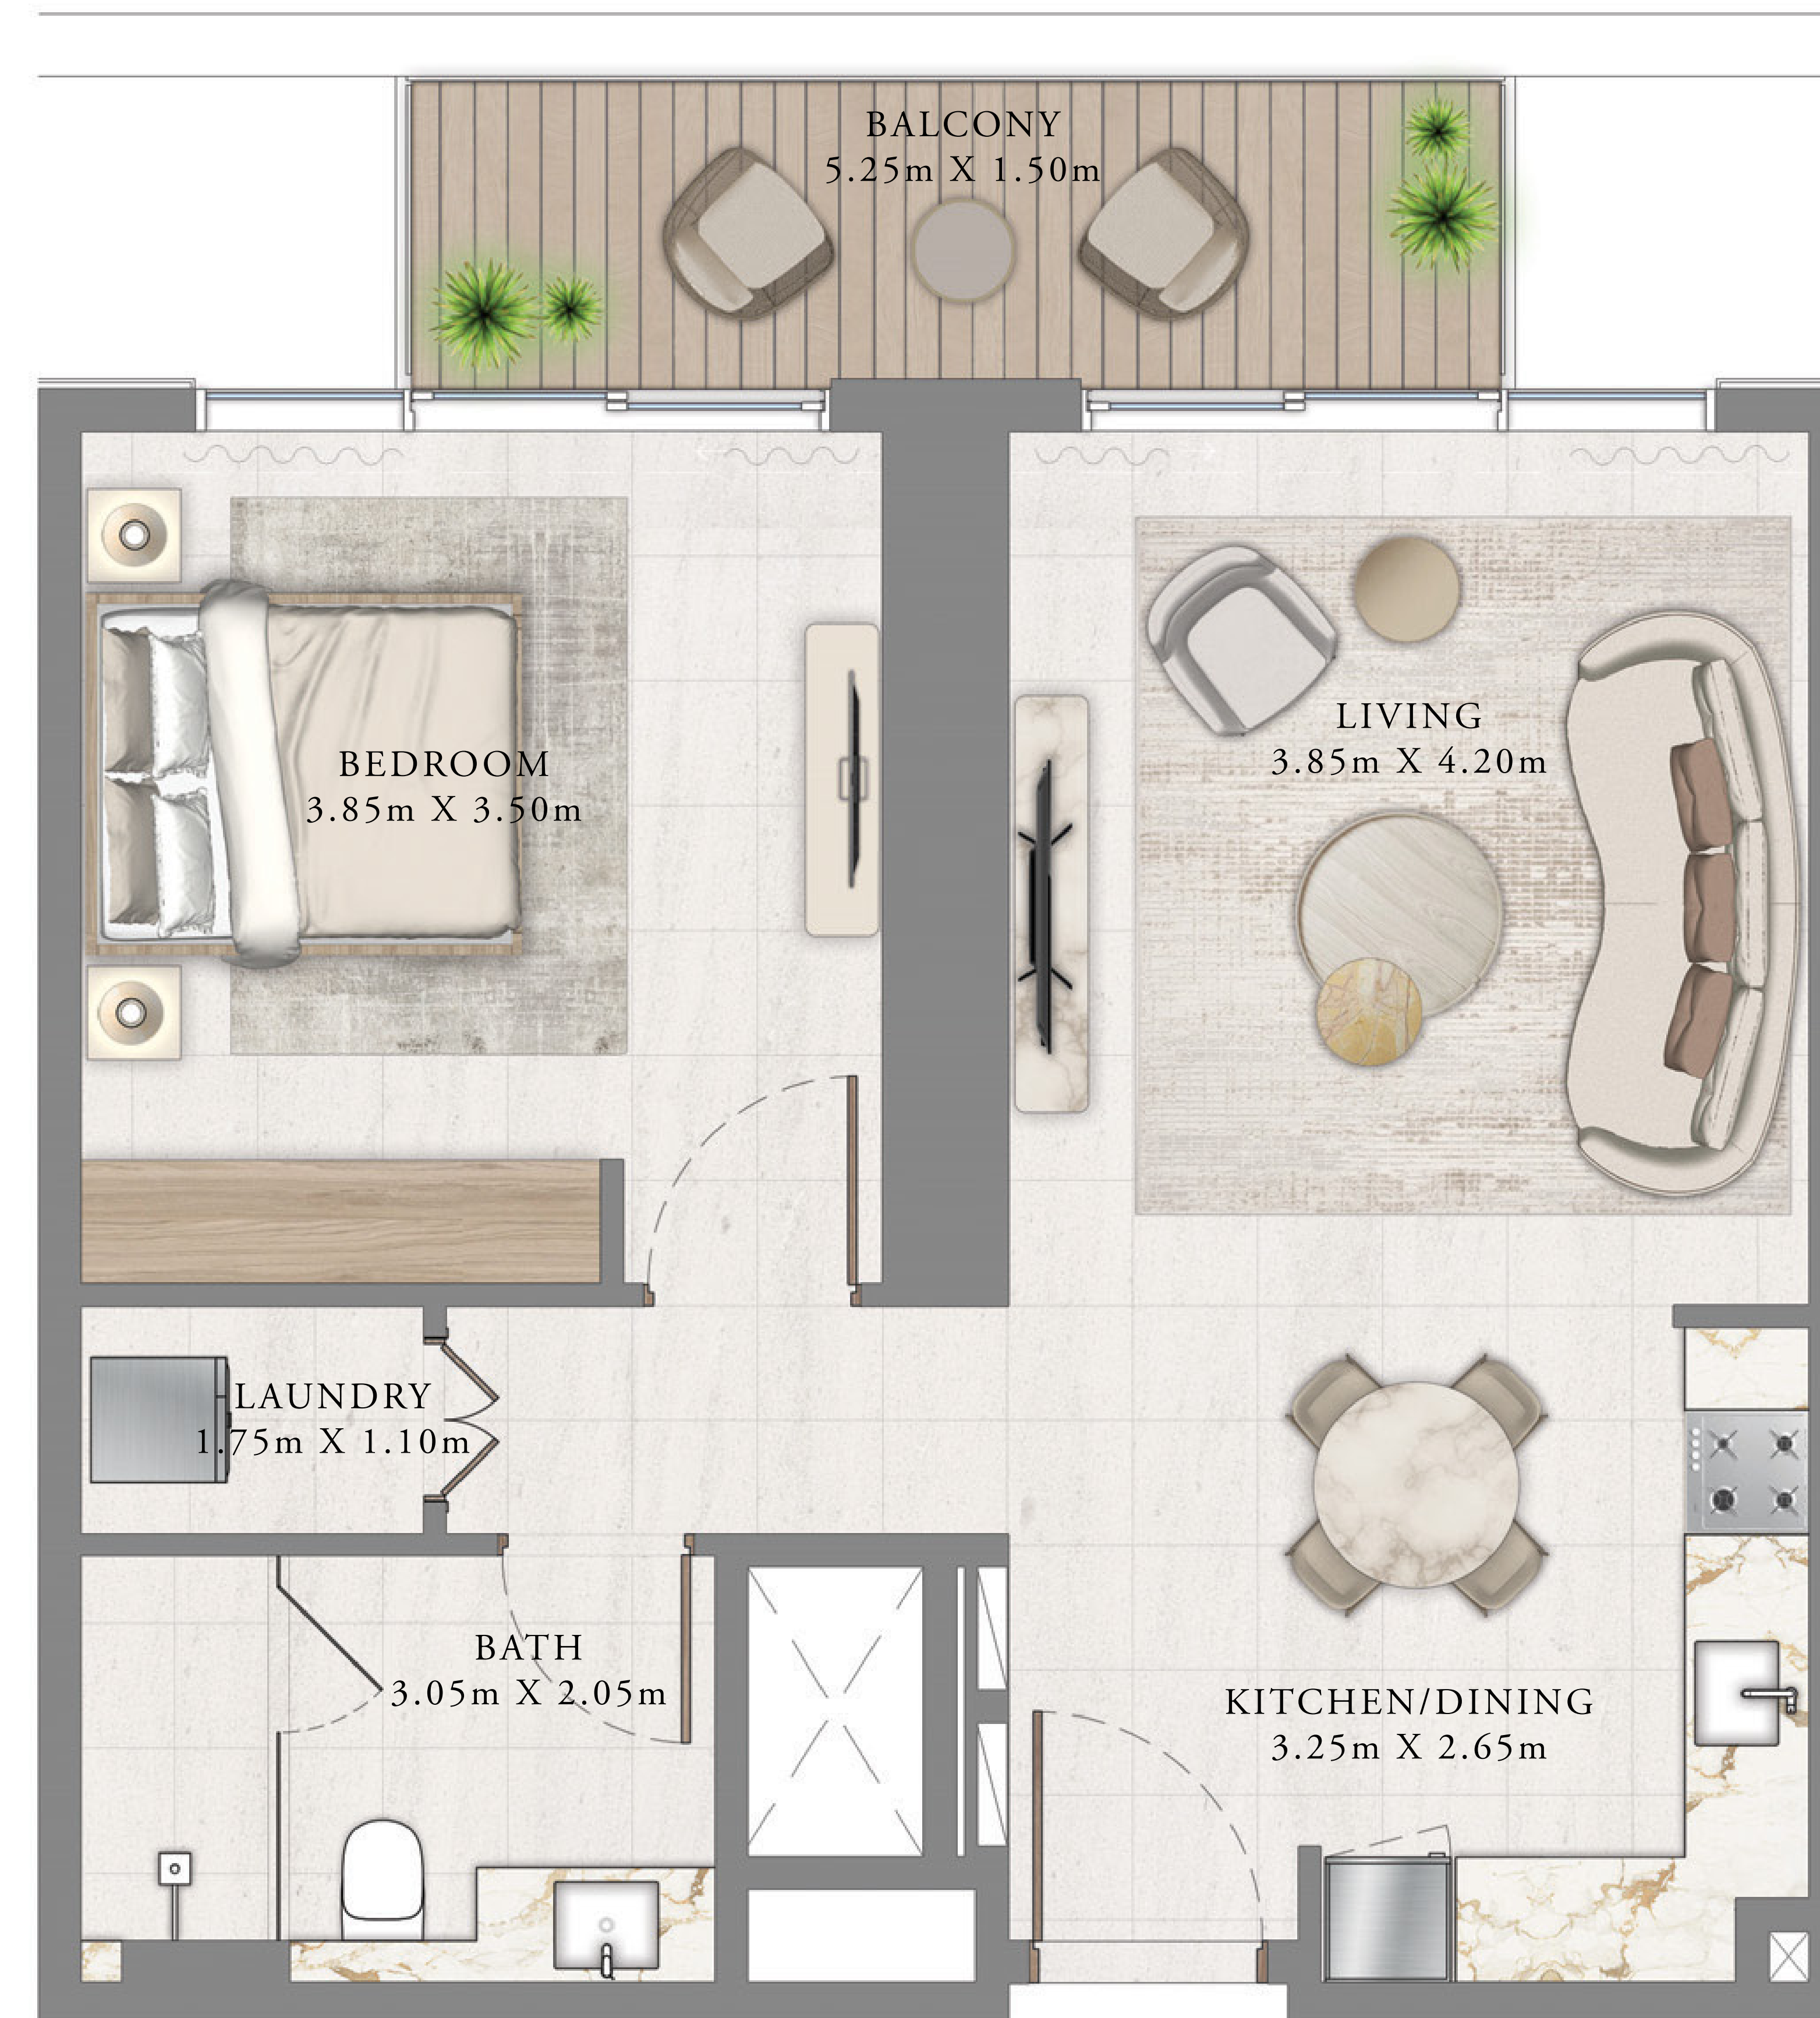 BALCONY
5.25m X 1.50m
BEDROOM
3.85m X 3.50m
LIVING
3.85m X 4.20m
LAUNDRY
1.75m X 1.10m
BATH
3.05m X 2.05m
KITCHEN/DINING
3.25m X 2.65m